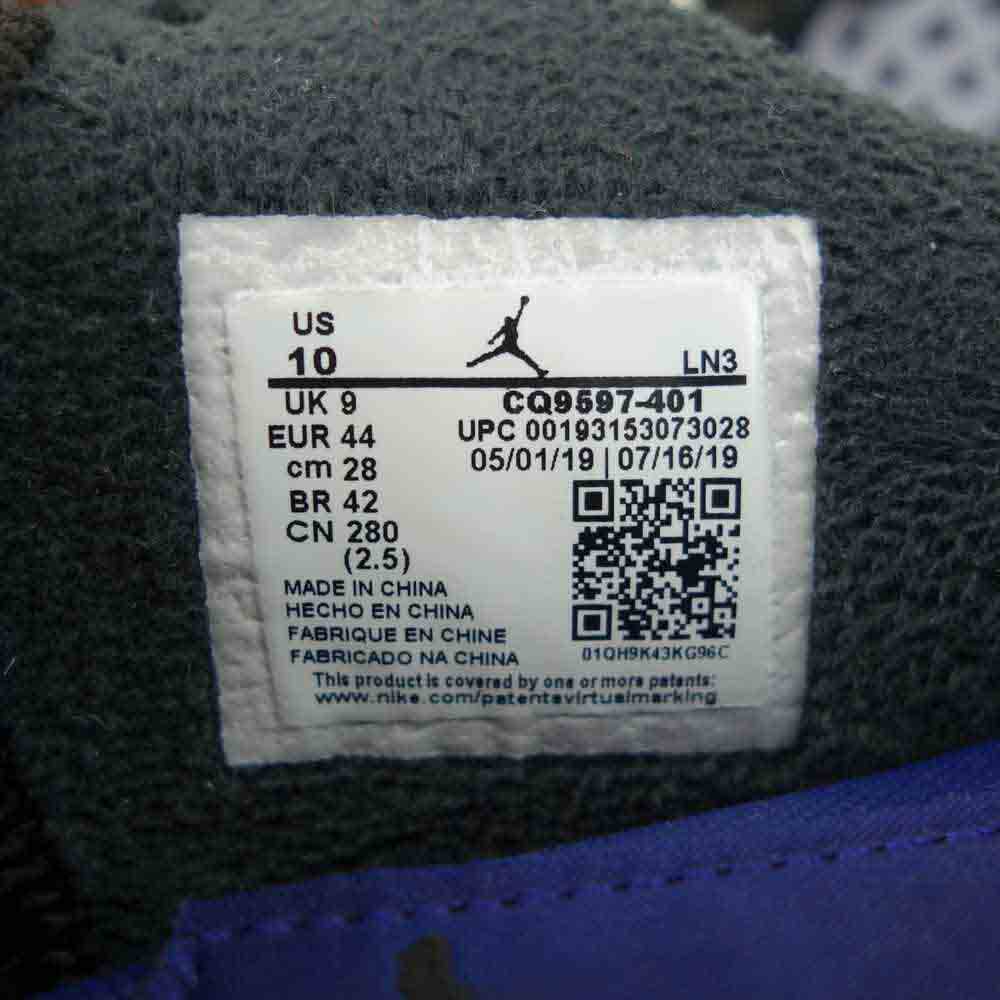 US
10
LN3
UK 9
CQ9597-401
EUR 44
UPC 00193153073028
cm 28
05/01/19 | 07/16/19
BR 42
CN 280
(2.5)
MADE IN CHINA
HECHO EN CHINA
FABRIQUE EN CHINE
FABRICADO NA CHINA
01QH9K43KG96C
This product is covered by one or more patents:
www.nike.com/patentsvirtualmarking